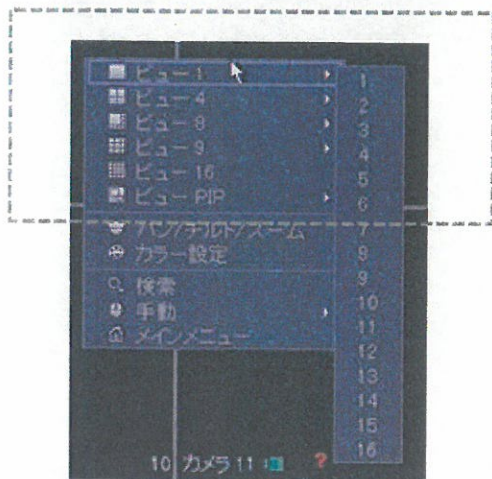 ビュー 1
ビュー 4
ビュー 8
ビュー 9
ビュー 16
ビュー PIP
パン/チルト/ズーム
カラー設定
検索
手動
メインメニュー
1
2
3
4
5
6
7
8
9
10
11
12
13
14
15
16
10 カメラ 11
?